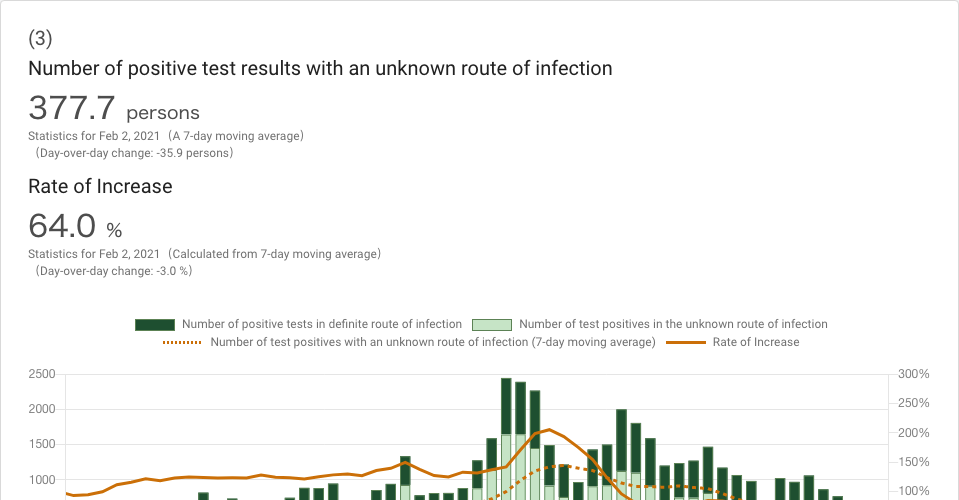 (3)
Number of positive test results with an unknown route of infection
377.7 persons
Statistics for Feb 2, 2021（A 7-day moving average）
（Day-over-day change: -35.9 persons）
Rate of Increase
64.0 %
Statistics for Feb 2, 2021（Calculated from 7-day moving average）
（Day-over-day change: -3.0 %）
Number of positive tests in definite route of infection Number of test positives in the unknown route of infection
Number of test positives with an unknown route of infection (7-day moving average) Rate of Increase
2500 300%
250%
2000
200%
1500
150%
1000
100%